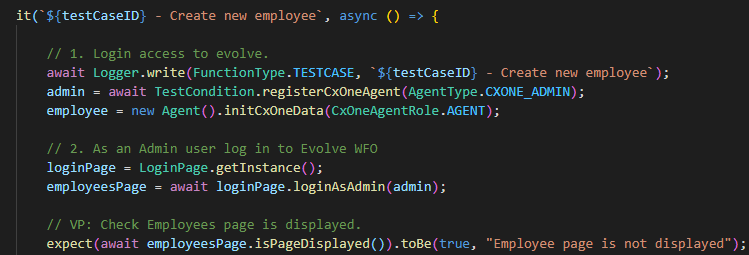 it(`${testCaseID} - Create new employee`, async () => {
// 1. Login access to evolve.
await Logger.write(FunctionType.TESTCASE, `${testCaseID} - Create new employee`);
admin = await TestCondition.registerCxOneAgent(AgentType.CXONE_ADMIN);
employee = new Agent().initCxOneData(CxOneAgentRole.AGENT);
// 2. As an Admin user log in to Evolve WFO
loginPage = LoginPage.getInstance();
employeesPage = await loginPage.loginAsAdmin(admin);
// VP: Check Employees page is displayed.
expect(await employeesPage.isPageDisplayed()).toBe(true, "Employee page is not displayed");